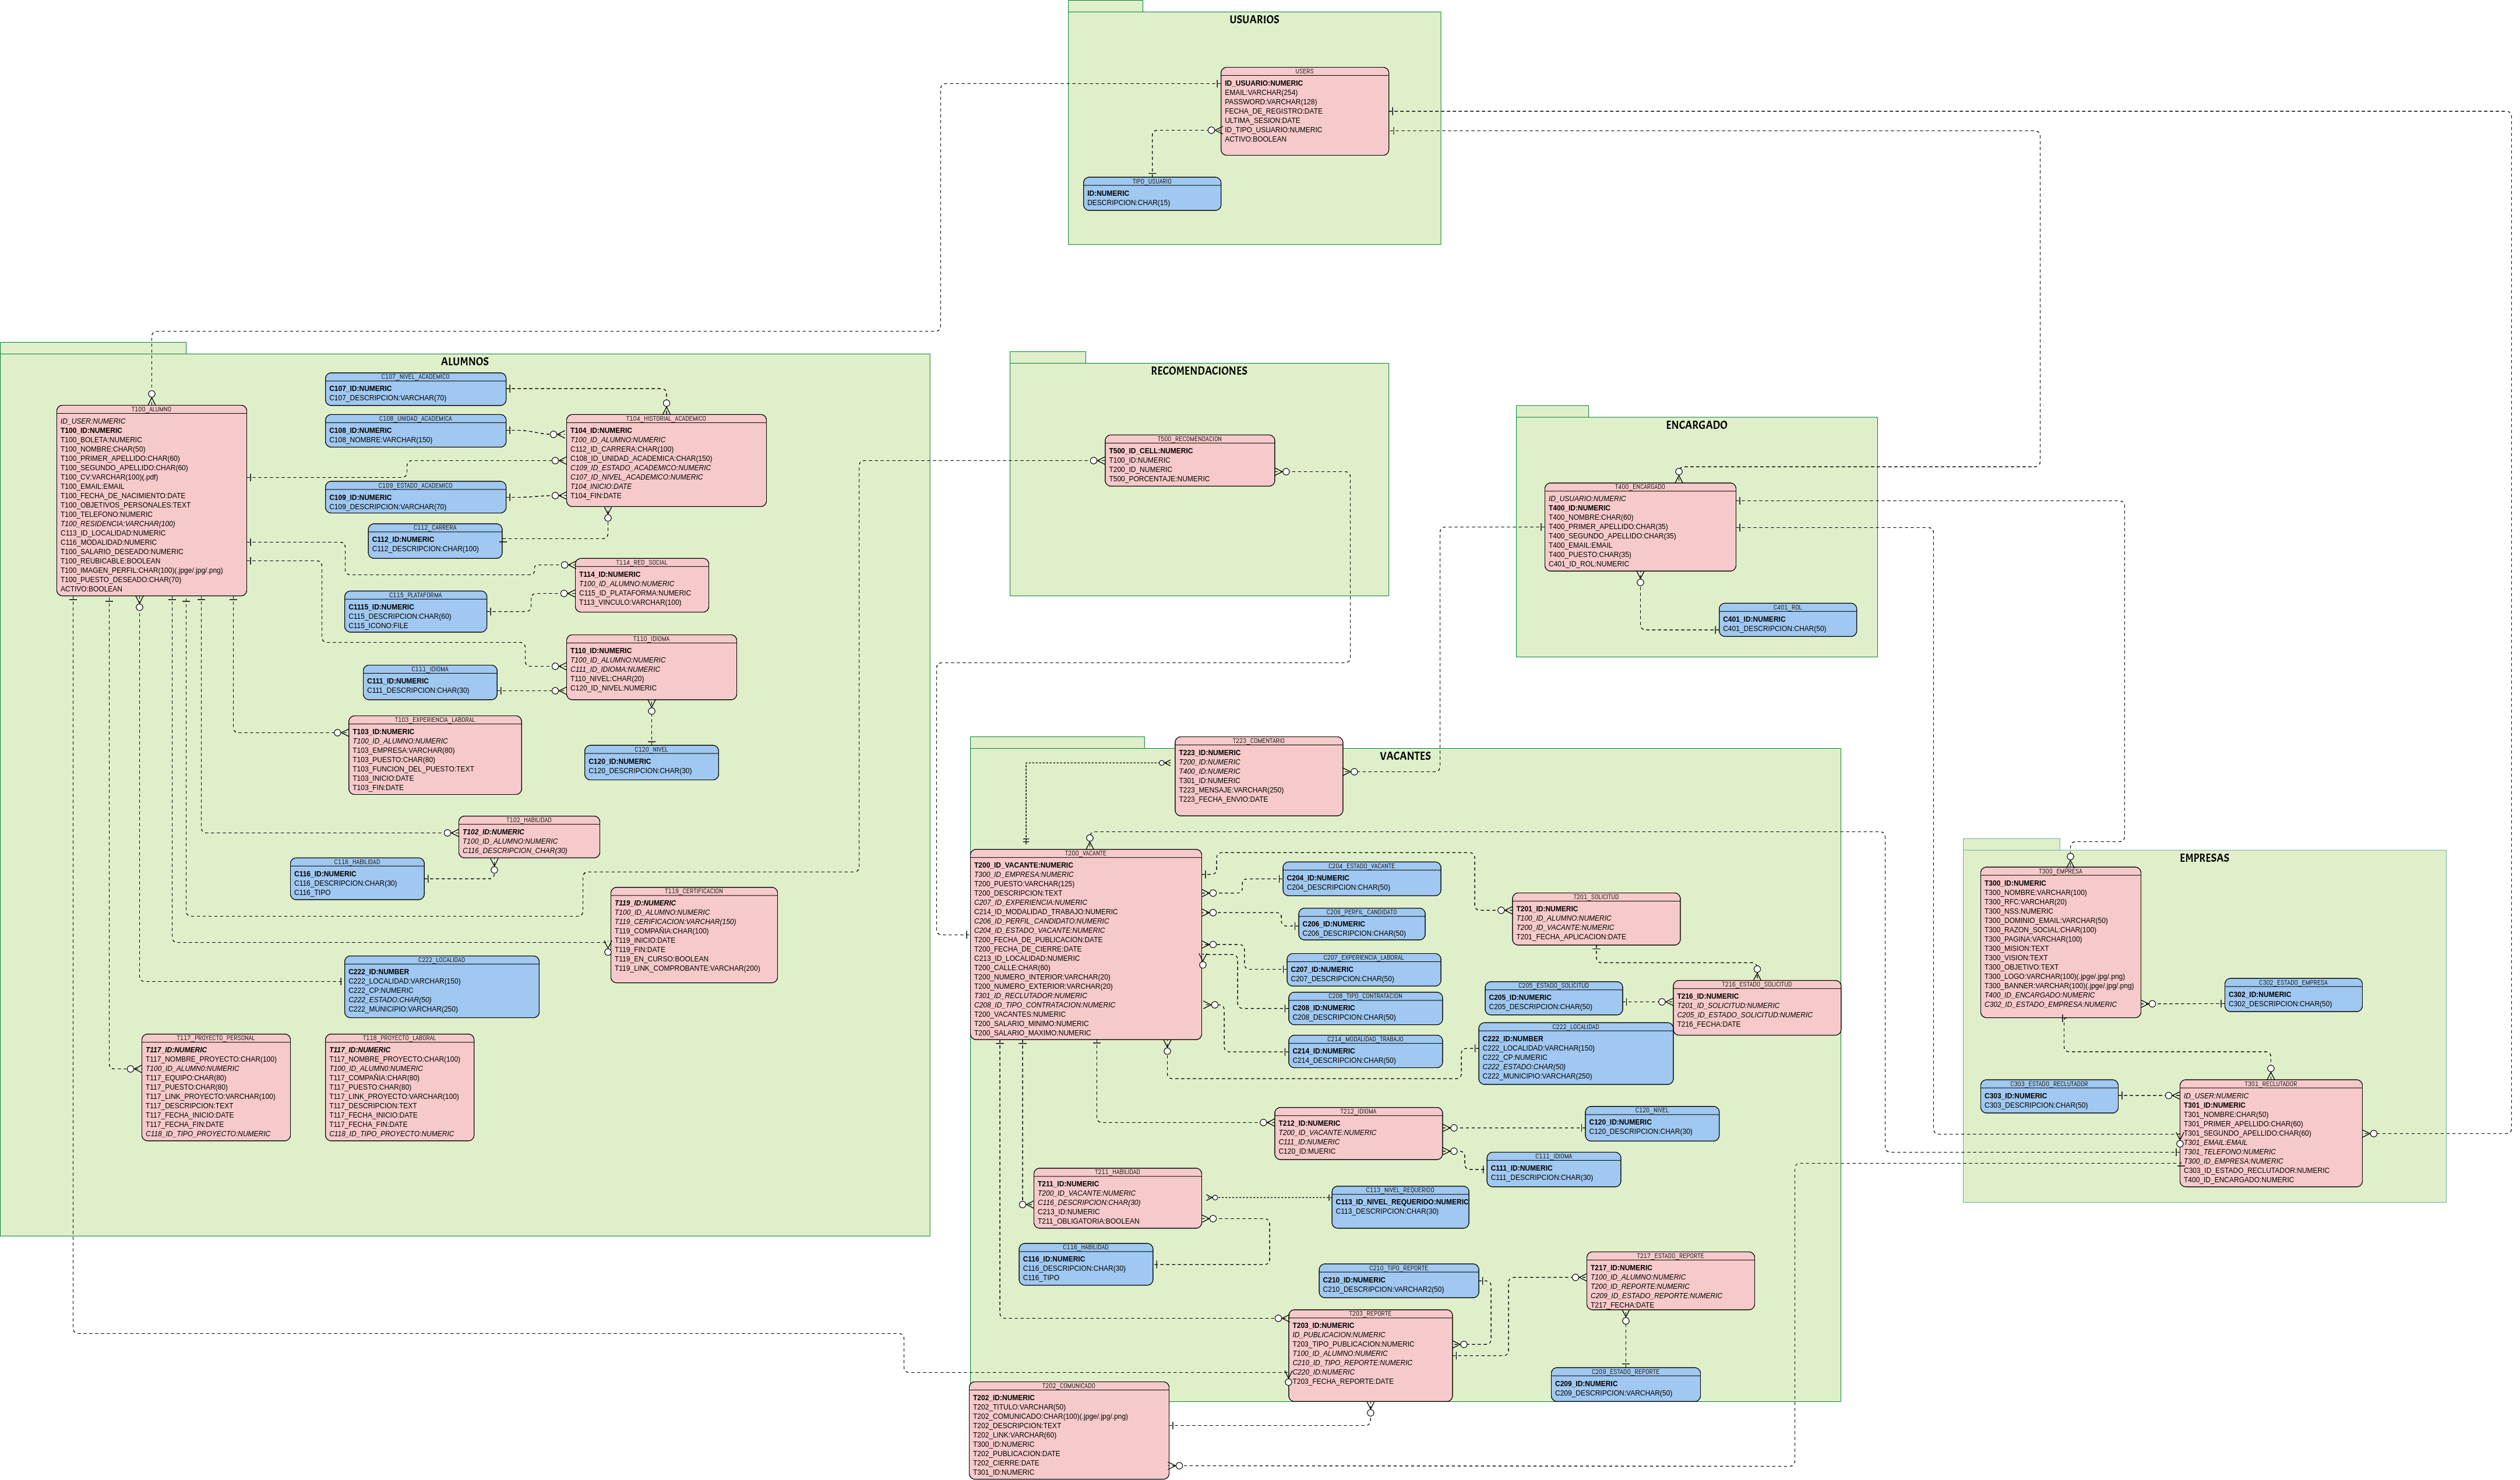 USUARIOS
USERS
ID_USUARIO:NUMERIC
EMAIL:VARCHAR(254)
PASSWORD:VARCHAR(128)
FECHA_DE_REGISTRO:DATE
ULTIMA_SESION:DATE
ID_TIPO_USUARIO:NUMERIC
ACTIVO:BOOLEAN
TIPO_USUARIO
ID:NUMERIC
DESCRIPCION:CHAR(15)
ALUMNOS
T100_ALUMNO
ID_USER:NUMERIC
T100_ID:NUMERIC
T100_BOLETA:NUMERIC
T100_NOMBRE:CHAR(50)
T100_PRIMER_APELLIDO:CHAR(60)
T100_SEGUNDO_APELLIDO:CHAR(60)
T100_CV:VARCHAR(100)(.pdf)
T100_EMAIL:EMAIL
T100_FECHA_DE_NACIMIENTO:DATE
T100_OBJETIVOS_PERSONALES:TEXT
T100_TELEFONO:NUMERIC
T100_RESIDENCIA:VARCHAR(100)
C113_ID_LOCALIDAD:NUMERIC
C116_MODALIDAD:NUMERIC
T100_SALARIO_DESEADO:NUMERIC
T100_REUBICABLE:BOOLEAN
T100_IMAGEN_PERFIL:CHAR(100)(.jpge/.jpg/.png)
T100_PUESTO_DESEADO:CHAR(70)
ACTIVO:BOOLEAN
C107_NIVEL_ACADEMICO
C107_ID:NUMERIC
C107_DESCRIPCION:VARCHAR(70)
C108_UNIDAD_ACADEMICA
C108_ID:NUMERIC
C108_NOMBRE:VARCHAR(150)
C109_ESTADO_ACADEMICO
C109_ID:NUMERIC
C109_DESCRIPCION:VARCHAR(70)
C112_CARRERA
C112_ID:NUMERIC
C112_DESCRIPCION:CHAR(100)
T104_HISTORIAL_ACADEMICO
T104_ID:NUMERIC
T100_ID_ALUMNO:NUMERIC
C112_ID_CARRERA:CHAR(100)
C108_ID_UNIDAD_ACADEMICA:CHAR(150)
C109_ID_ESTADO_ACADEMICO:NUMERIC
C107_ID_NIVEL_ACADEMICO:NUMERIC
T104_INICIO:DATE
T104_FIN:DATE
T114_RED_SOCIAL
T114_ID:NUMERIC
T100_ID_ALUMNO:NUMERIC
C115_ID_PLATAFORMA:NUMERIC
T113_VINCULO:VARCHAR(100)
C115_PLATAFORMA
C1115_ID:NUMERIC
C115_DESCRIPCION:CHAR(60)
C115_ICONO:FILE
T110_IDIOMA
T110_ID:NUMERIC
T100_ID_ALUMNO:NUMERIC
C111_ID_IDIOMA:NUMERIC
T110_NIVEL:CHAR(20)
C120_ID_NIVEL:NUMERIC
C111_IDIOMA
C111_ID:NUMERIC
C111_DESCRIPCION:CHAR(30)
T103_EXPERIENCIA_LABORAL
T103_ID:NUMERIC
T100_ID_ALUMNO:NUMERIC
T103_EMPRESA:VARCHAR(80)
T103_PUESTO:CHAR(80)
T103_FUNCION_DEL_PUESTO:TEXT
T103_INICIO:DATE
T103_FIN:DATE
C120_NIVEL
C120_ID:NUMERIC
C120_DESCRIPCION:CHAR(30)
T102_HABILIDAD
T102_ID:NUMERIC
T100_ID_ALUMNO:NUMERIC
C116_DESCRIPCION_CHAR(30)
C116_HABILIDAD
C116_ID:NUMERIC
C116_DESCRIPCION:CHAR(30)
C116_TIPO
T119_CERTIFICACION
T119_ID:NUMERIC
T100_ID_ALUMNO:NUMERIC
T119_CERIFICACION:VARCHAR(150)
T119_COMPAÑIA:CHAR(100)
T119_INICIO:DATE
T119_FIN:DATE
T119_EN_CURSO:BOOLEAN
T119_LINK_COMPROBANTE:VARCHAR(200)
C222_LOCALIDAD
C222_ID:NUMBER
C222_LOCALIDAD:VARCHAR(150)
C222_CP:NUMERIC
C222_ESTADO:CHAR(50)
C222_MUNICIPIO:VARCHAR(250)
T117_PROYECTO_PERSONAL
T117_ID:NUMERIC
T117_NOMBRE_PROYECTO:CHAR(100)
T100_ID_ALUMN0:NUMERIC
T117_EQUIPO:CHAR(80)
T117_PUESTO:CHAR(80)
T117_LINK_PROYECTO:VARCHAR(100)
T117_DESCRIPCION:TEXT
T117_FECHA_INICIO:DATE
T117_FECHA_FIN:DATE
C118_ID_TIPO_PROYECTO:NUMERIC
T118_PROYECTO_LABORAL
T117_ID:NUMERIC
T117_NOMBRE_PROYECTO:CHAR(100)
T100_ID_ALUMN0:NUMERIC
T117_COMPAÑIA:CHAR(80)
T117_PUESTO:CHAR(80)
T117_LINK_PROYECTO:VARCHAR(100)
T117_DESCRIPCION:TEXT
T117_FECHA_INICIO:DATE
T117_FECHA_FIN:DATE
C118_ID_TIPO_PROYECTO:NUMERIC
RECOMENDACIONES
T500_RECOMENDACION
T500_ID_CELL:NUMERIC
T100_ID:NUMERIC
T200_ID_NUMERIC
T500_PORCENTAJE:NUMERIC
ENCARGADO
T400_ENCARGADO
ID_USUARIO:NUMERIC
T400_ID:NUMERIC
T400_NOMBRE:CHAR(60)
T400_PRIMER_APELLIDO:CHAR(35)
T400_SEGUNDO_APELLIDO:CHAR(35)
T400_EMAIL:EMAIL
T400_PUESTO:CHAR(35)
C401_ID_ROL:NUMERIC
C401_ROL
C401_ID:NUMERIC
C401_DESCRIPCION:CHAR(50)
VACANTES
T223_COMENTARIO
T223_ID:NUMERIC
T200_ID:NUMERIC
T400_ID:NUMERIC
T301_ID:NUMERIC
T223_MENSAJE:VARCHAR(250)
T223_FECHA_ENVIO:DATE
T200_VACANTE
T200_ID_VACANTE:NUMERIC
T300_ID_EMPRESA:NUMERIC
T200_PUESTO:VARCHAR(125)
T200_DESCRIPCION:TEXT
C207_ID_EXPERIENCIA:NUMERIC
C214_ID_MODALIDAD_TRABAJO:NUMERIC
C206_ID_PERFIL_CANDIDATO:NUMERIC
C204_ID_ESTADO_VACANTE:NUMERIC
T200_FECHA_DE_PUBLICACION:DATE
T200_FECHA_DE_CIERRE:DATE
C213_ID_LOCALIDAD:NUMERIC
T200_CALLE:CHAR(60)
T200_NUMERO_INTERIOR:VARCHAR(20)
T200_NUMERO_EXTERIOR:VARCHAR(20)
T301_ID_RECLUTADOR:NUMERIC
C208_ID_TIPO_CONTRATACION:NUMERIC
T200_VACANTES:NUMERIC
T200_SALARIO_MINIMO:NUMERIC
T200_SALARIO_MAXIMO:NUMERIC
C204_ESTADO_VACANTE
C204_ID:NUMERIC
C204_DESCRIPCION:CHAR(50)
C206_PERFIL_CANDIDATO
C206_ID:NUMERIC
C206_DESCRIPCION:CHAR(50)
C207_EXPERIENCIA_LABORAL
C207_ID:NUMERIC
C207_DESCRIPCION:CHAR(50)
C208_TIPO_CONTRATACION
C208_ID:NUMERIC
C208_DESCRIPCION:CHAR(50)
C214_MODALIDAD_TRABAJO
C214_ID:NUMERIC
C214_DESCRIPCION:CHAR(50)
T201_SOLICITUD
T201_ID:NUMERIC
T100_ID_ALUMNO:NUMERIC
T200_ID_VACANTE:NUMERIC
T201_FECHA_APLICACION:DATE
C205_ESTADO_SOLICITUD
C205_ID:NUMERIC
C205_DESCRIPCION:CHAR(50)
T216_ESTADO_SOLICITUD
T216_ID:NUMERIC
T201_ID_SOLICITUD:NUMERIC
C205_ID_ESTADO_SOLICITUD:NUMERIC
T216_FECHA:DATE
C222_LOCALIDAD
C222_ID:NUMBER
C222_LOCALIDAD:VARCHAR(150)
C222_CP:NUMERIC
C222_ESTADO:CHAR(50)
C222_MUNICIPIO:VARCHAR(250)
T212_IDIOMA
T212_ID:NUMERIC
T200_ID_VACANTE:NUMERIC
C111_ID:NUMERIC
C120_ID:MUERIC
C120_NIVEL
C120_ID:NUMERIC
C120_DESCRIPCION:CHAR(30)
C111_IDIOMA
C111_ID:NUMERIC
C111_DESCRIPCION:CHAR(30)
T211_HABILIDAD
T211_ID:NUMERIC
T200_ID_VACANTE:NUMERIC
C116_DESCRIPCION:CHAR(30)
C213_ID:NUMERIC
T211_OBLIGATORIA:BOOLEAN
C113_NIVEL_REQUERIDO
C113_ID_NIVEL_REQUERIDO:NUMERIC
C113_DESCRIPCION:CHAR(30)
C116_HABILIDAD
C116_ID:NUMERIC
C116_DESCRIPCION:CHAR(30)
C116_TIPO
C210_TIPO_REPORTE
C210_ID:NUMERIC
C210_DESCRIPCION:VARCHAR2(50)
T217_ESTADO_REPORTE
T217_ID:NUMERIC
T100_ID_ALUMNO:NUMERIC
T200_ID_REPORTE:NUMERIC
C209_ID_ESTADO_REPORTE:NUMERIC
T217_FECHA:DATE
T203_REPORTE
T203_ID:NUMERIC
ID_PUBLICACION:NUMERIC
T203_TIPO_PUBLICACION:NUMERIC
T100_ID_ALUMNO:NUMERIC
C210_ID_TIPO_REPORTE:NUMERIC
C220_ID:NUMERIC
T203_FECHA_REPORTE:DATE
C209_ESTADO_REPORTE
C209_ID:NUMERIC
C209_DESCRIPCION:VARCHAR(50)
T202_COMUNICADO
T202_ID:NUMERIC
T202_TITULO:VARCHAR(50)
T202_COMUNICADO:CHAR(100)(.jpge/.jpg/.png)
T202_DESCRIPCION:TEXT
T202_LINK:VARCHAR(60)
T300_ID:NUMERIC
T202_PUBLICACION:DATE
T202_CIERRE:DATE
T301_ID:NUMERIC
EMPRESAS
T300_EMPRESA
T300_ID:NUMERIC
T300_NOMBRE:VARCHAR(100)
T300_RFC:VARCHAR(20)
T300_NSS:NUMERIC
T300_DOMINIO_EMAIL:VARCHAR(50)
T300_RAZON_SOCIAL:CHAR(100)
T300_PAGINA:VARCHAR(100)
T300_MISION:TEXT
T300_VISION:TEXT
T300_OBJETIVO:TEXT
T300_LOGO:VARCHAR(100)(.jpge/.jpg/.png)
T300_BANNER:VARCHAR(100)(.jpge/.jpg/.png)
T400_ID_ENCARGADO:NUMERIC
C302_ID_ESTADO_EMPRESA:NUMERIC
C302_ESTADO_EMPRESA
C302_ID:NUMERIC
C302_DESCRIPCION:CHAR(50)
C303_ESTADO_RECLUTADOR
C303_ID:NUMERIC
C303_DESCRIPCION:CHAR(50)
T301_RECLUTADOR
ID_USER:NUMERIC
T301_ID:NUMERIC
T301_NOMBRE:CHAR(50)
T301_PRIMER_APELLIDO:CHAR(60)
T301_SEGUNDO_APELLIDO:CHAR(60)
T301_EMAIL:EMAIL
T301_TELEFONO:NUMERIC
T300_ID_EMPRESA:NUMERIC
C303_ID_ESTADO_RECLUTADOR:NUMERIC
T400_ID_ENCARGADO:NUMERIC